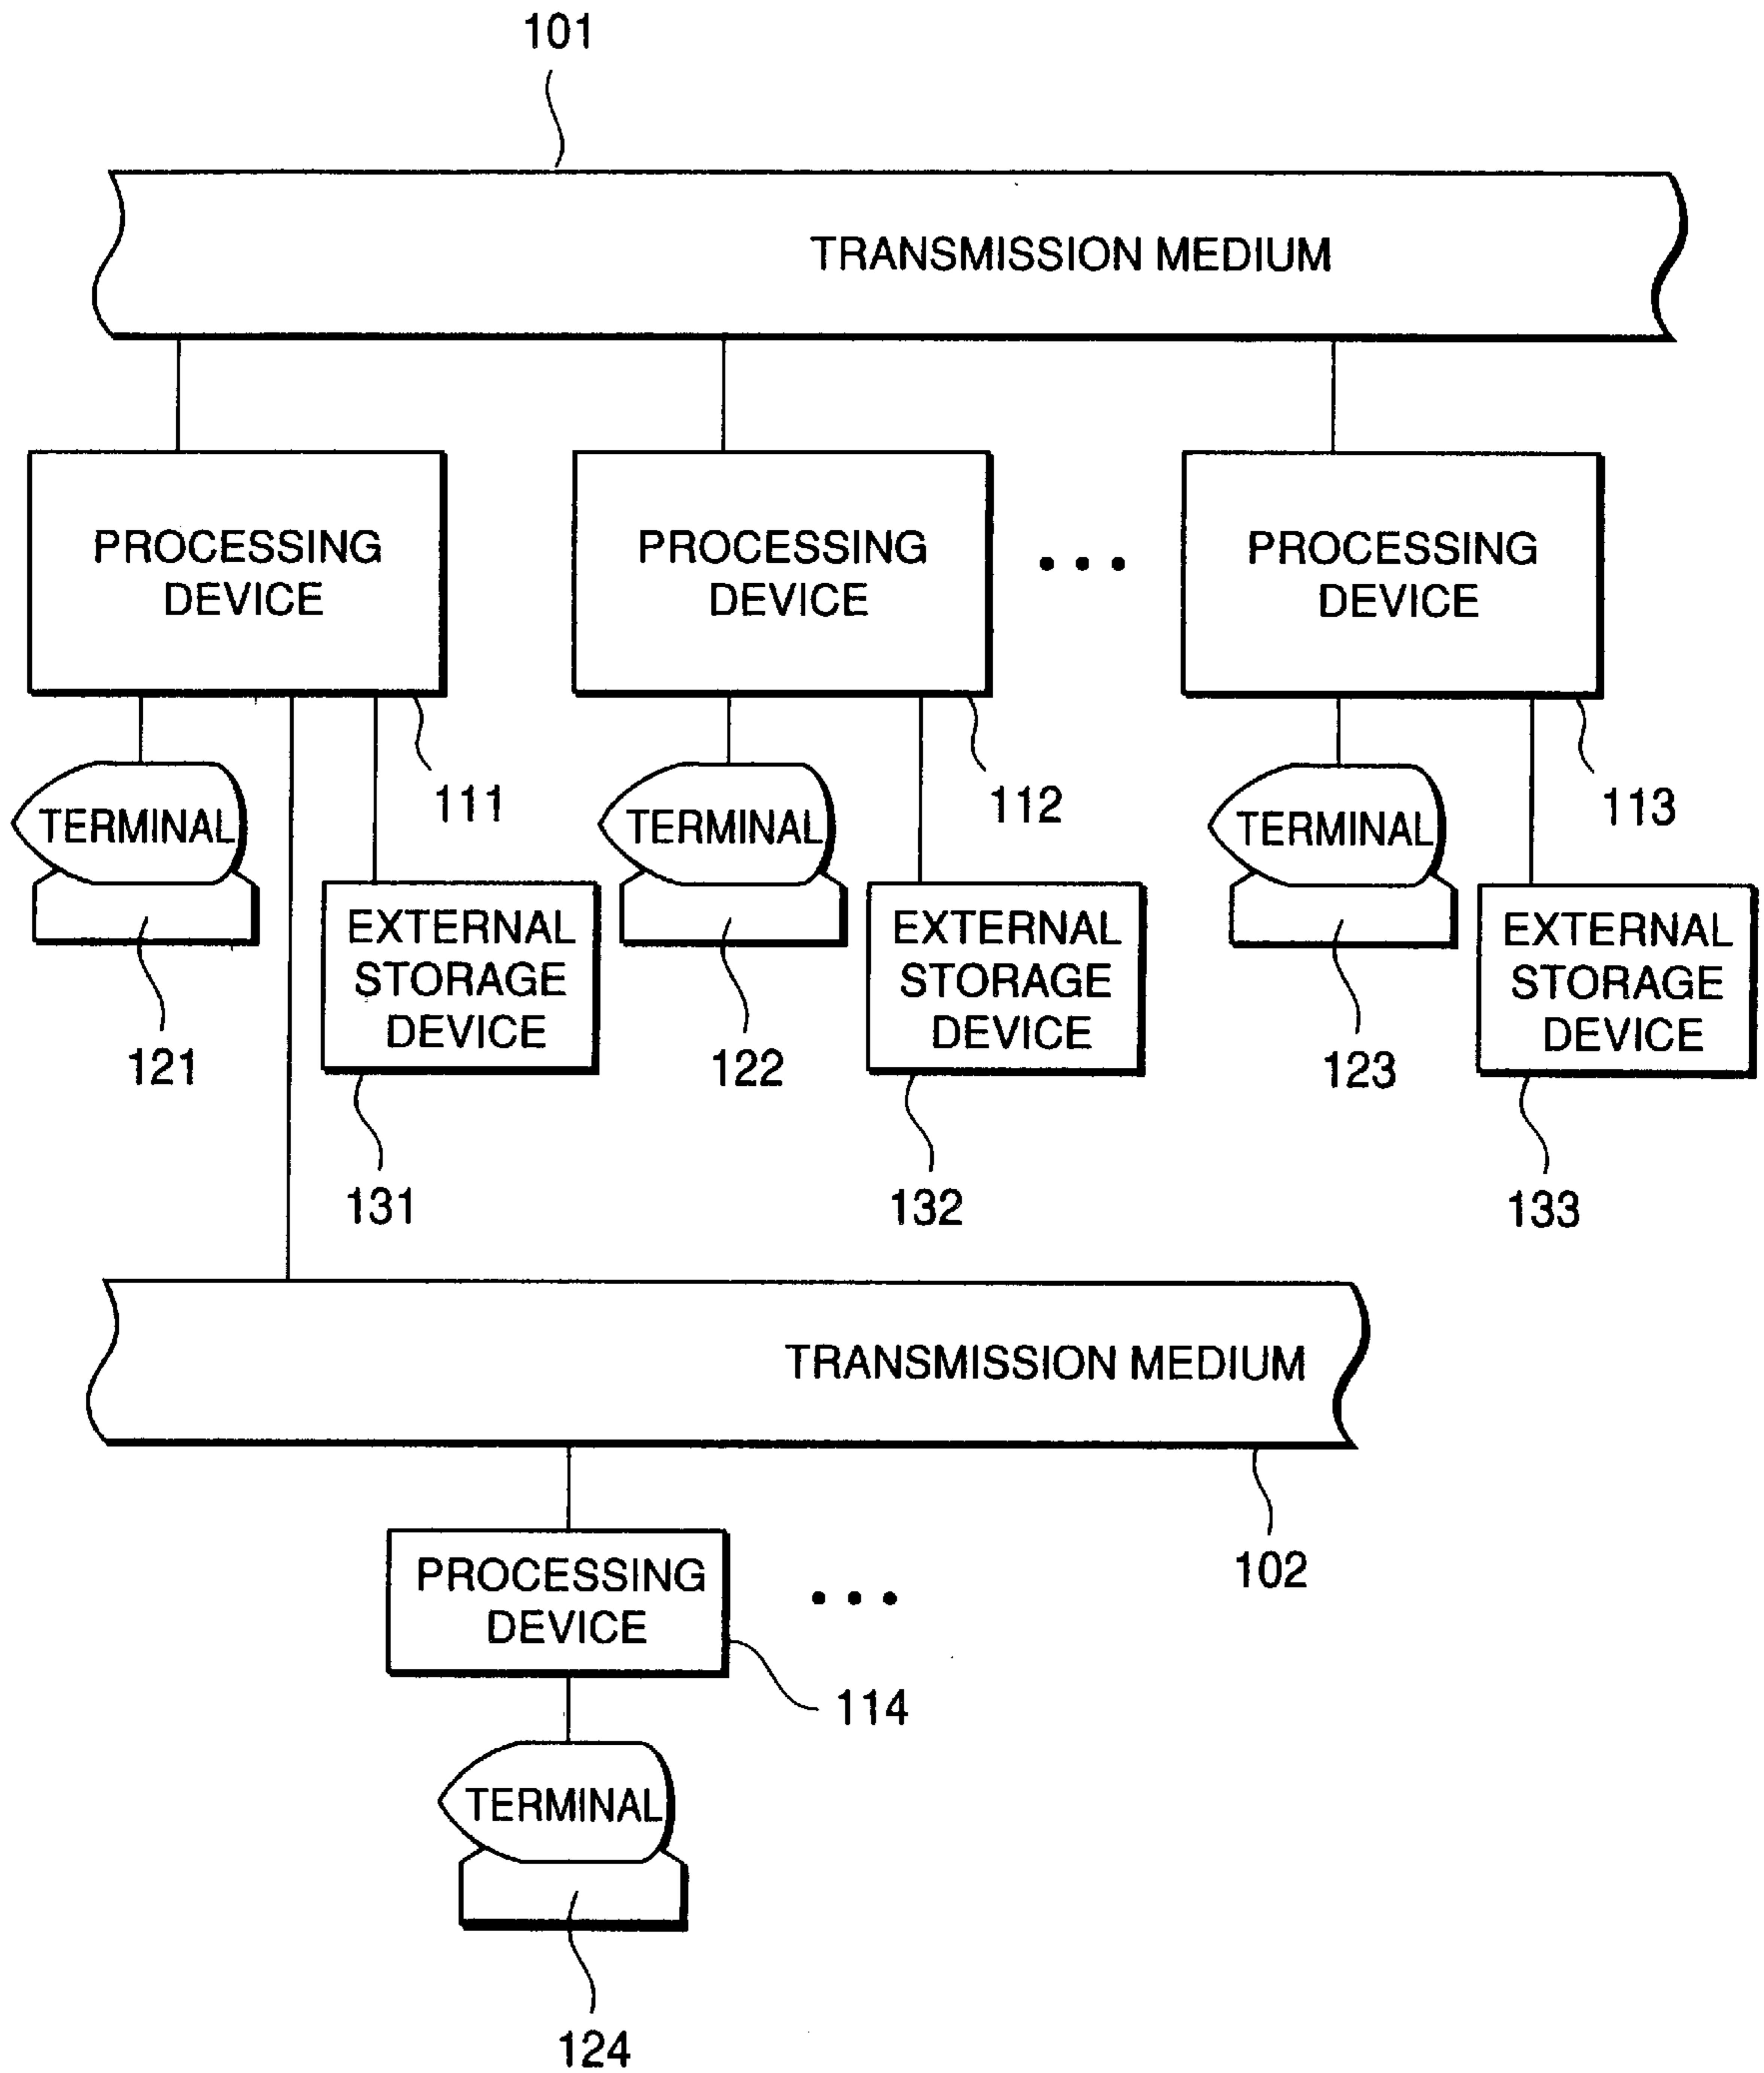 101
TRANSMISSION MEDIUM
PROCESSING
DEVICE
PROCESSING
DEVICE
• • •
PROCESSING
DEVICE
111
112
113
TERMINAL
TERMINAL
TERMINAL
EXTERNAL
STORAGE
DEVICE
EXTERNAL
STORAGE
DEVICE
EXTERNAL
STORAGE
DEVICE
121
122
123
131
132
133
TRANSMISSION MEDIUM
102
PROCESSING
DEVICE
• • •
114
TERMINAL
124